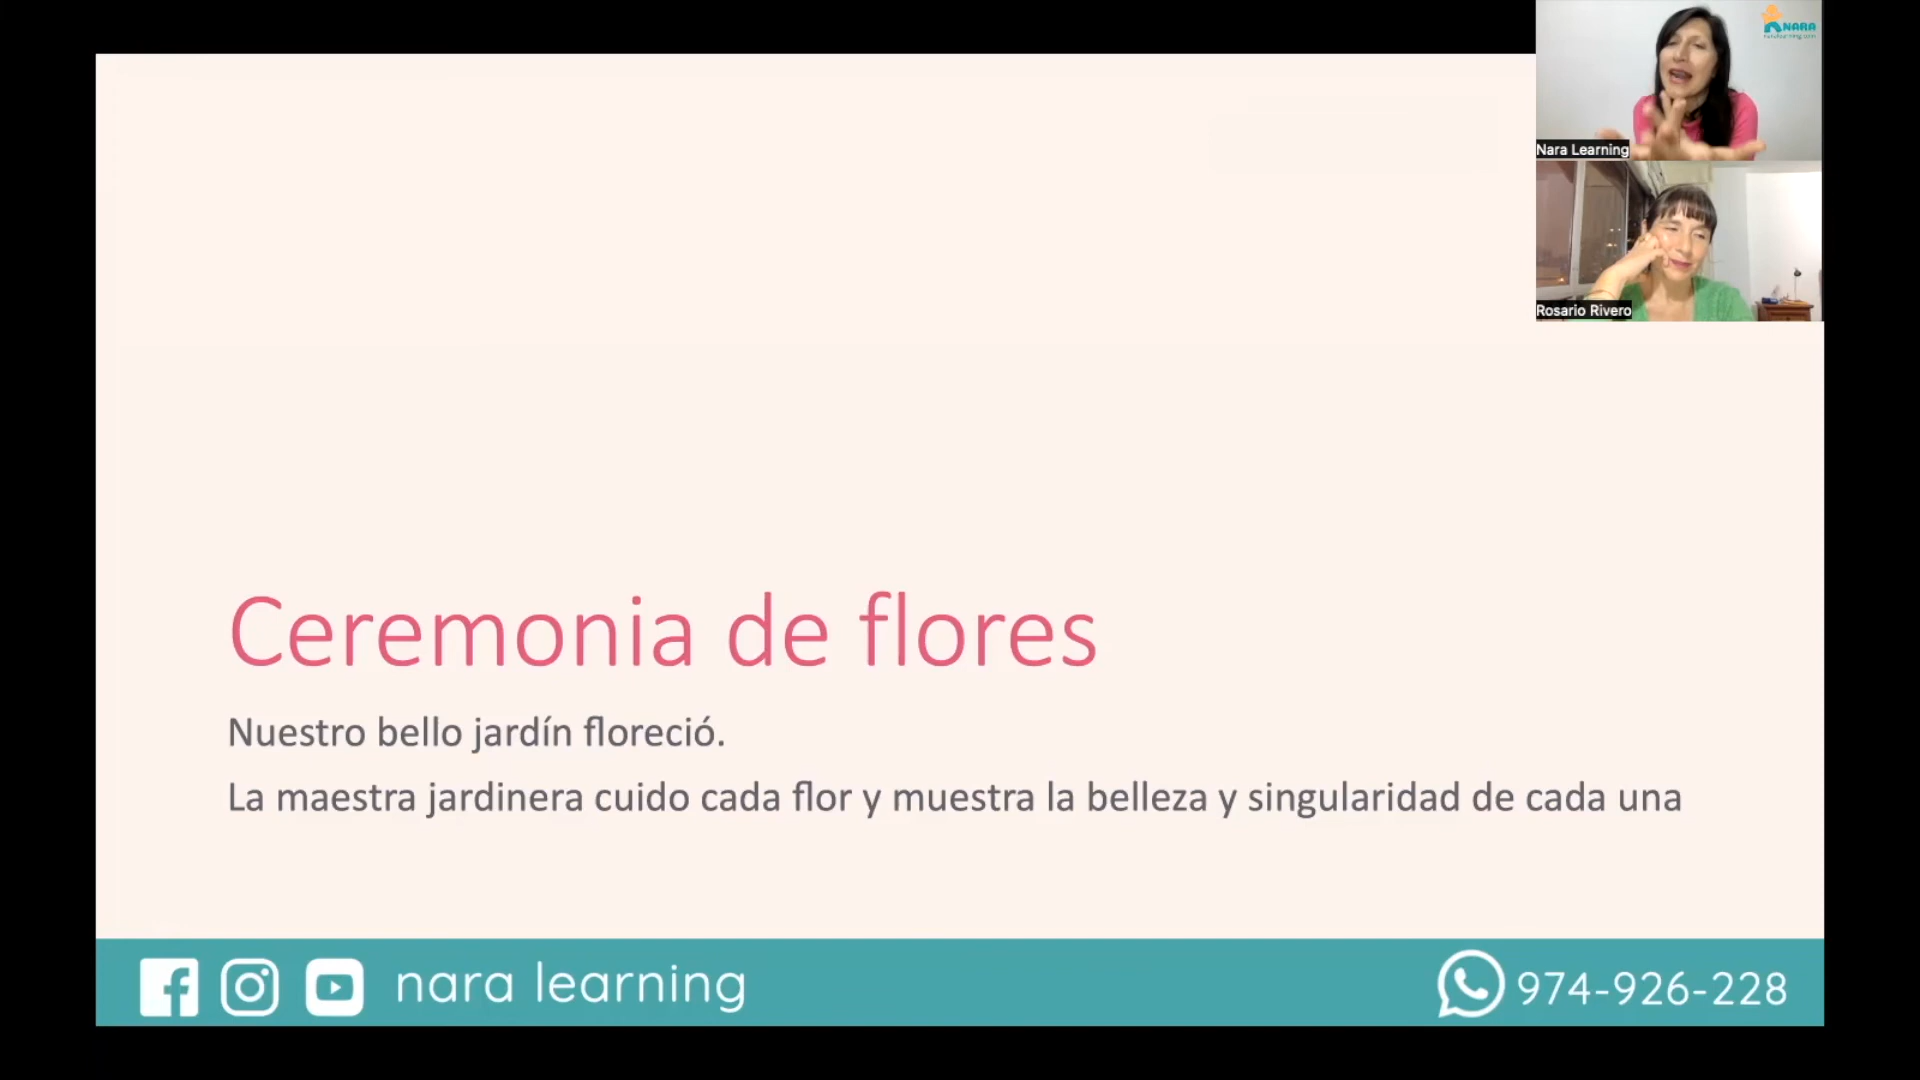 NARA
Nara Learning
Rosario Rivero
Ceremonia de flores
Nuestro bello jardín floreció.
La maestra jardinera cuido cada flor y muestra la belleza y singularidad de cada una
nara learning
974-926-228